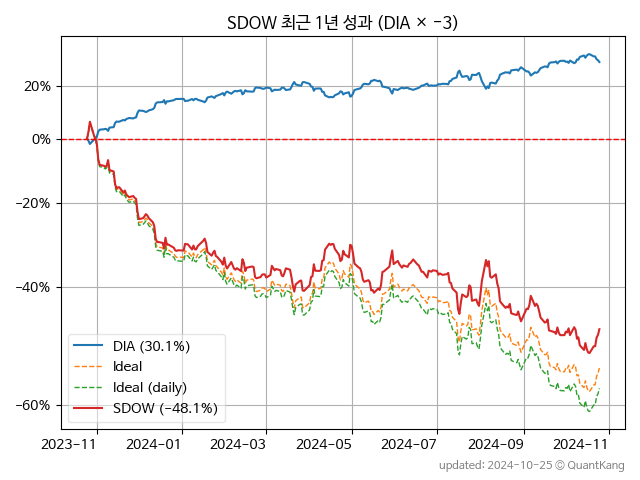 SDOW 최근 1년 성과 (DIA × −3)
20%
0%
−20%
−40%
−60%
DIA (30.1%)
Ideal
Ideal (daily)
SDOW (−48.1%)
2023−11
2024−01
2024−03
2024−05
2024−07
2024−09
2024−11
updated: 2024-10-25 © QuantKang